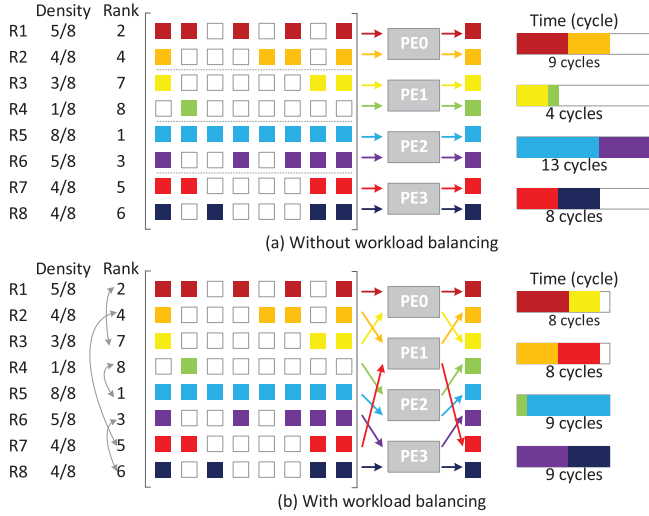 Density Rank
R1 5/8 2
R2 4/8 4
R3 3/8 7
R4 1/8 8
R5 8/8 1
R6 5/8 3
R7 4/8 5
R8 4/8 6
PE0
PE1
PE2
PE3
Time (cycle)
9 cycles
4 cycles
13 cycles
8 cycles
(a) Without workload balancing
Density Rank
R1 5/8 2
R2 4/8 4
R3 3/8 7
R4 1/8 8
R5 8/8 1
R6 5/8 3
R7 4/8 5
R8 4/8 6
PE0
PE1
PE2
PE3
Time (cycle)
8 cycles
8 cycles
9 cycles
9 cycles
(b) With workload balancing